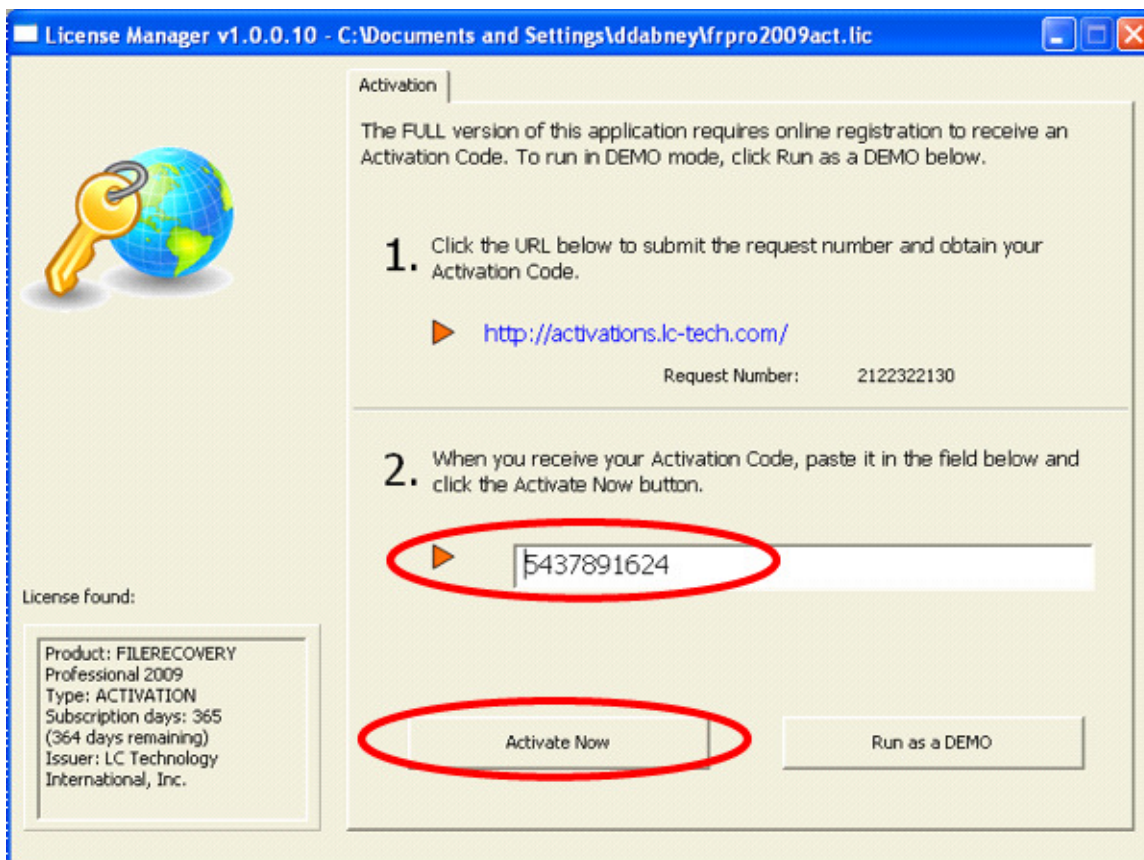 License Manager v1.0.0.10 - C:\Documents and Settings\ddabney\frpro2009act.lic
Activation
The FULL version of this application requires online registration to receive an
Activation Code. To run in DEMO mode, click Run as a DEMO below.
1. Click the URL below to submit the request number and obtain your
Activation Code.
http://activations.lc-tech.com/
Request Number: 2122322130
2. When you receive your Activation Code, paste it in the field below and
click the Activate Now button.
5437891624
License found:
Product: FILERECOVERY
Professional 2009
Type: ACTIVATION
Subscription days: 365
(364 days remaining)
Issuer: LC Technology
International, Inc.
Activate Now
Run as a DEMO